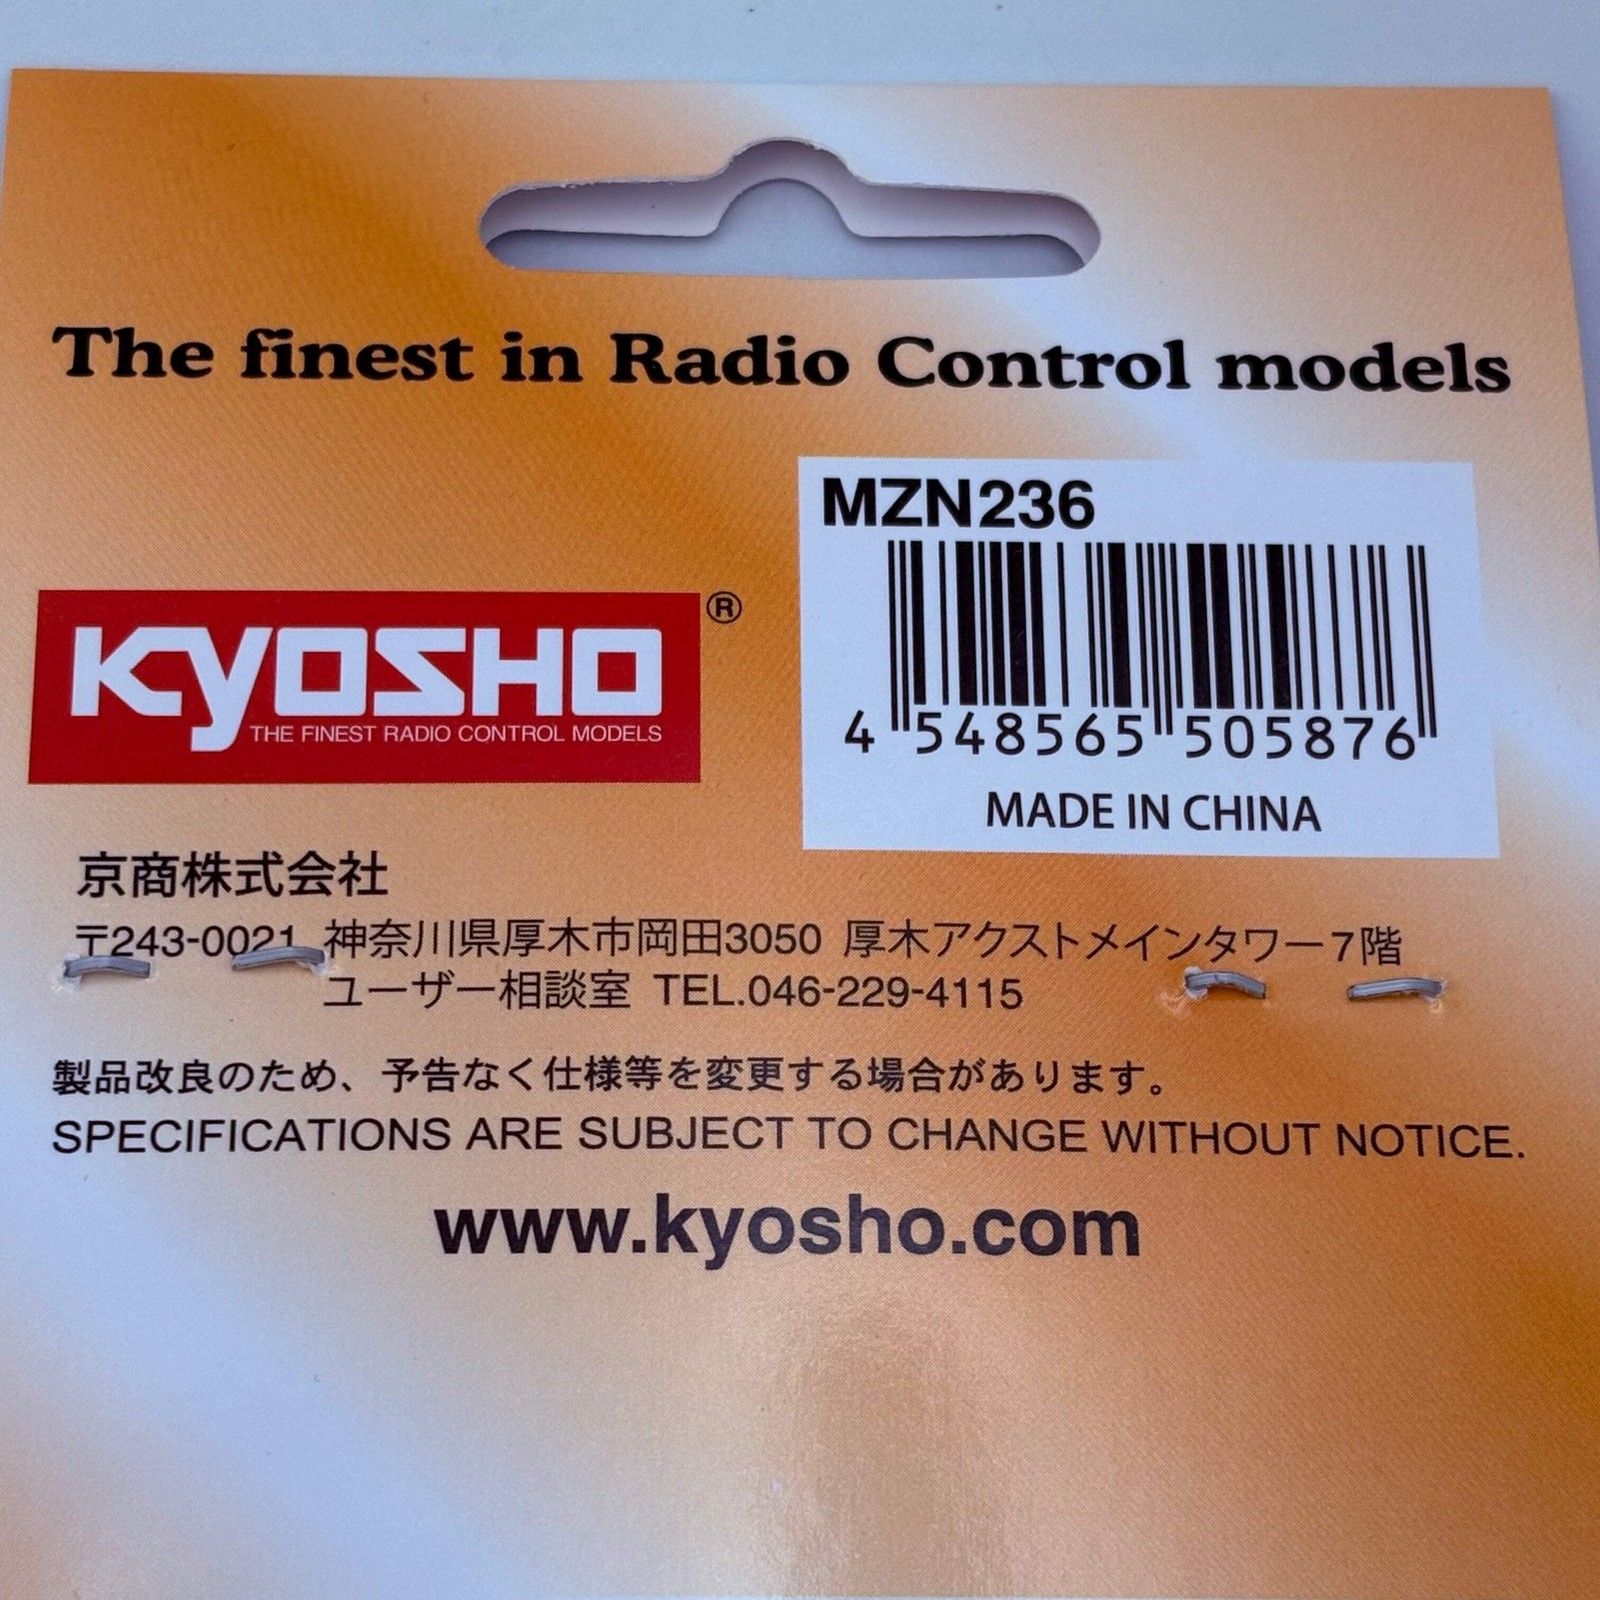 The finest in Radio Control models
MZN236
4 548565 505876
MADE IN CHINA
KYOSHO®
THE FINEST RADIO CONTROL MODELS
京商株式会社
〒243-0021 神奈川県厚木市岡田3050 厚木アクストメインタワー7階
ユーザー相談室 TEL.046-229-4115
製品改良のため、予告なく仕様等を変更する場合があります。
SPECIFICATIONS ARE SUBJECT TO CHANGE WITHOUT NOTICE.
www.kyosho.com